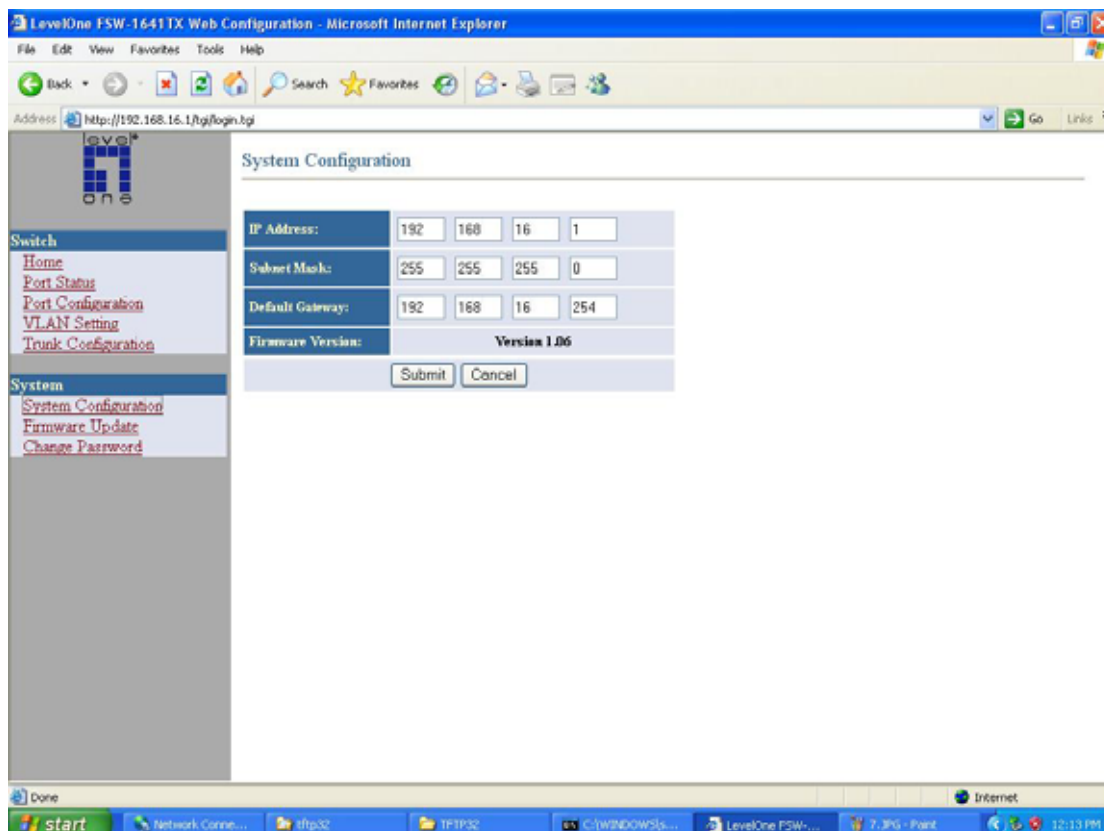 LevelOne FSW-1641TX Web Configuration - Microsoft Internet Explorer
File Edit View Favorites Tools Help
Back Search Favorites
Address http://192.168.16.1/tgi/login.tgi Go Links
level
one
System Configuration
IP Address: 192 168 16 1
Subnet Mask: 255 255 255 0
Default Gateway: 192 168 16 254
Firmware Version: Version 1.06
Submit Cancel
Switch
Home
Port Status
Port Configuration
VLAN Setting
Trunk Configuration
System
System Configuration
Firmware Update
Change Password
Done Internet
start Network Conne... tftp32 TFTP32 C:\WINDOWS\s... LevelOne FSW-... 7.JPG - Paint 12:13 PM